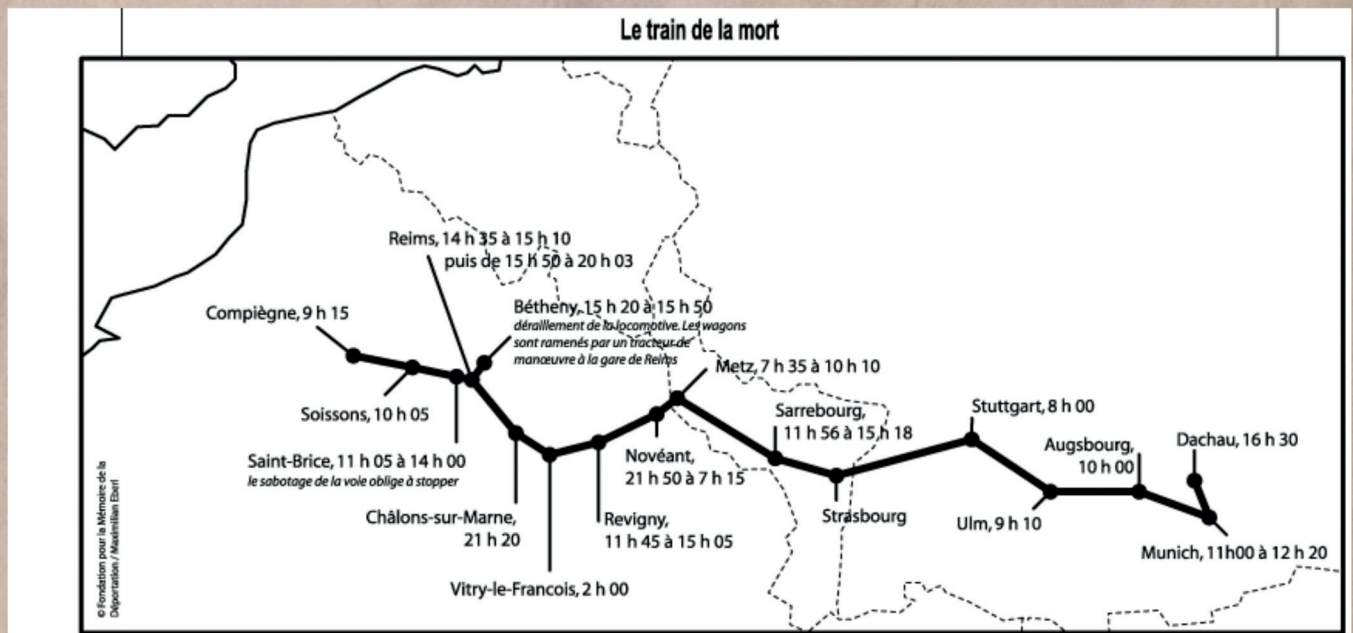 Le train de la mort
Reims, 14 h 35 à 15 h 10
puis de 15 h 50 à 20 h 03
Compiègne, 9 h 15
Bétheny, 15 h 20 à 15 h 50
déraillement de la locomotive. Les wagons
sont ramenés par un tracteur de
manœuvre à la gare de Reims
Metz, 7 h 35 à 10 h 10
Soissons, 10 h 05
Sarrebourg,
11 h 56 à 15 h 18
Stuttgart, 8 h 00
Augsbourg,
10 h 00
Dachau, 16 h 30
Saint-Brice, 11 h 05 à 14 h 00
le sabotage de la voie oblige à stopper
Novéant,
21 h 50 à 7 h 15
Châlons-sur-Marne,
21 h 20
Revigny,
11 h 45 à 15 h 05
Strasbourg
Ulm, 9 h 10
Munich, 11h00 à 12 h 20
Vitry-le-Francois, 2 h 00
© Fondation pour la Mémoire de la
Déportation / Maximilian Eberl